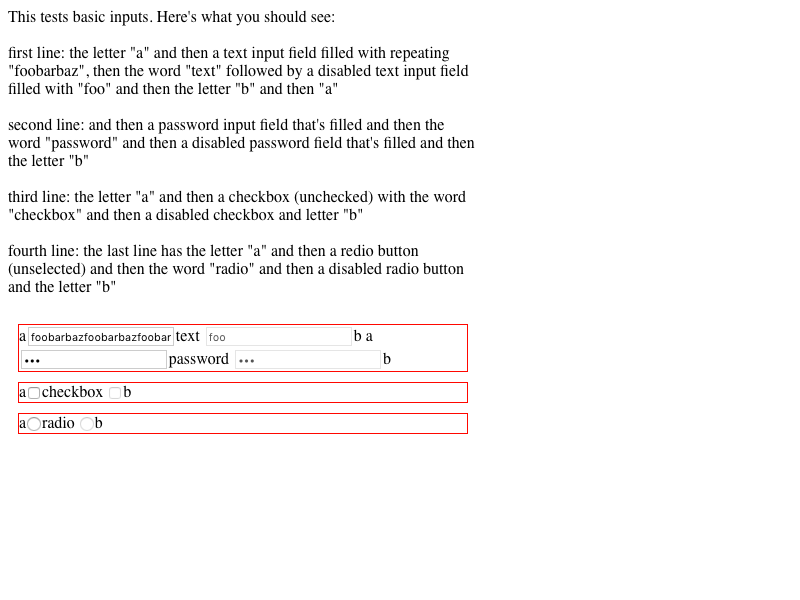 This tests basic inputs. Here's what you should see:
first line: the letter "a" and then a text input field filled with repeating
"foobarbaz", then the word "text" followed by a disabled text input field
filled with "foo" and then the letter "b" and then "a"
second line: and then a password input field that's filled and then the
word "password" and then a disabled password field that's filled and then
the letter "b"
third line: the letter "a" and then a checkbox (unchecked) with the word
"checkbox" and then a disabled checkbox and letter "b"
fourth line: the last line has the letter "a" and then a redio button
(unselected) and then the word "radio" and then a disabled radio button
and the letter "b"
a foobarbazfoobarbazfoobar text foo b a
••• password ••• b
a checkbox b
a radio b